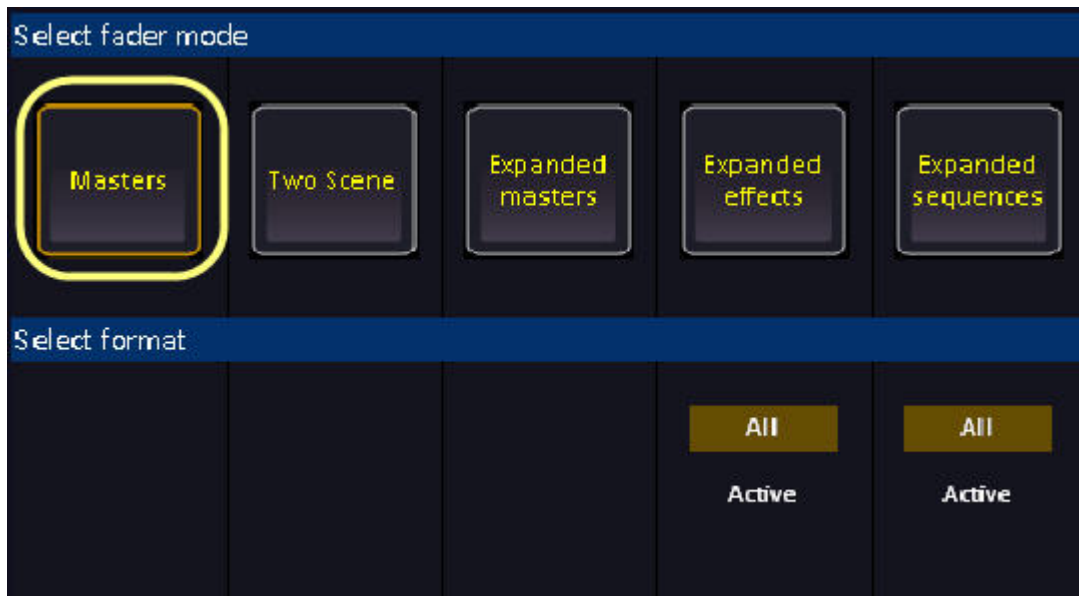 Select fader mode
Masters
Two Scene
Expanded
masters
Expanded
effects
Expanded
sequences
Select format
All
All
Active
Active